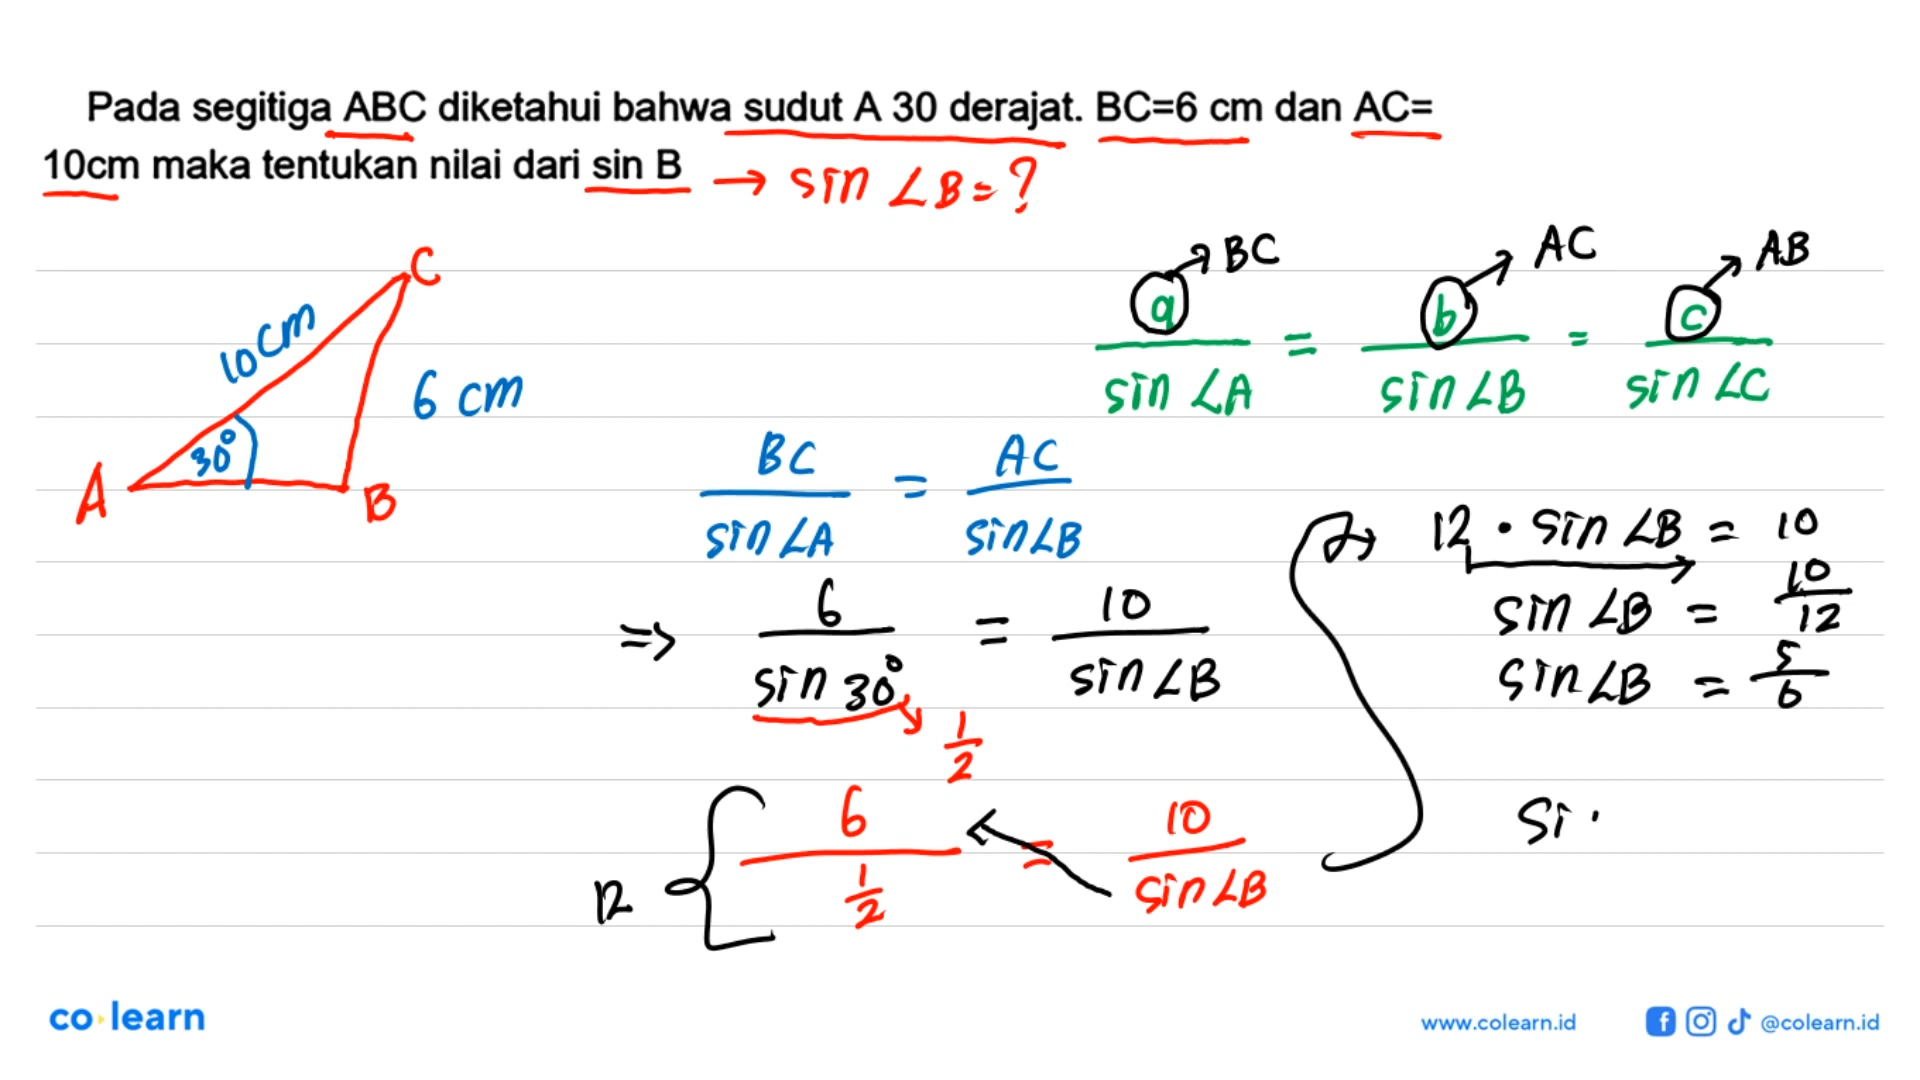 Pada segitiga ABC diketahui bahwa sudut A 30 derajat. BC=6 cm dan AC=
10cm maka tentukan nilai dari sin B → sin ∠B = ?
C
10 cm
6 cm
30°
A
B
a → BC
b → AC
c → AB
a / sin ∠A = b / sin ∠B = c / sin ∠C
BC / sin ∠A = AC / sin ∠B
⇒ 6 / sin 30° = 10 / sin ∠B
1/2
12 { 6 / 1/2 = 10 / sin ∠B
12 · sin ∠B = 10
sin ∠B = 10/12
sin ∠B = 5/6
Si
co learn
www.colearn.id
@colearn.id